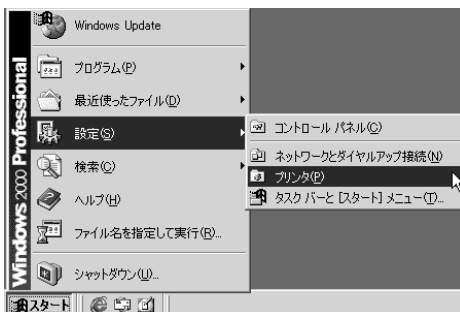 Windows 2000 Professional
Windows Update
プログラム(P)
最近使ったファイル(D)
設定(S)
検索(C)
ヘルプ(H)
ファイル名を指定して実行(R)...
シャットダウン(U)...
コントロール パネル(C)
ネットワークとダイヤルアップ接続(N)
プリンタ(P)
タスク バーと [スタート] メニュー(T)...
スタート